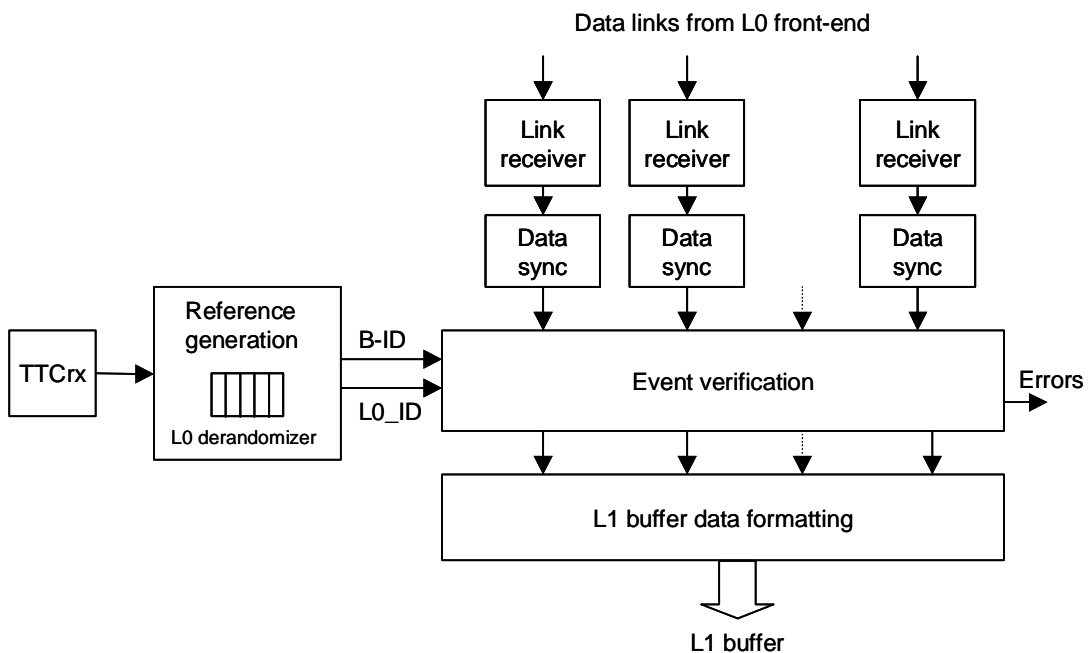 Data links from L0 front-end
Link
receiver
Link
receiver
Link
receiver
Data
sync
Data
sync
Data
sync
Reference
generation
L0 derandomizer
TTCrx
B-ID
L0_ID
Event verification
Errors
L1 buffer data formatting
L1 buffer